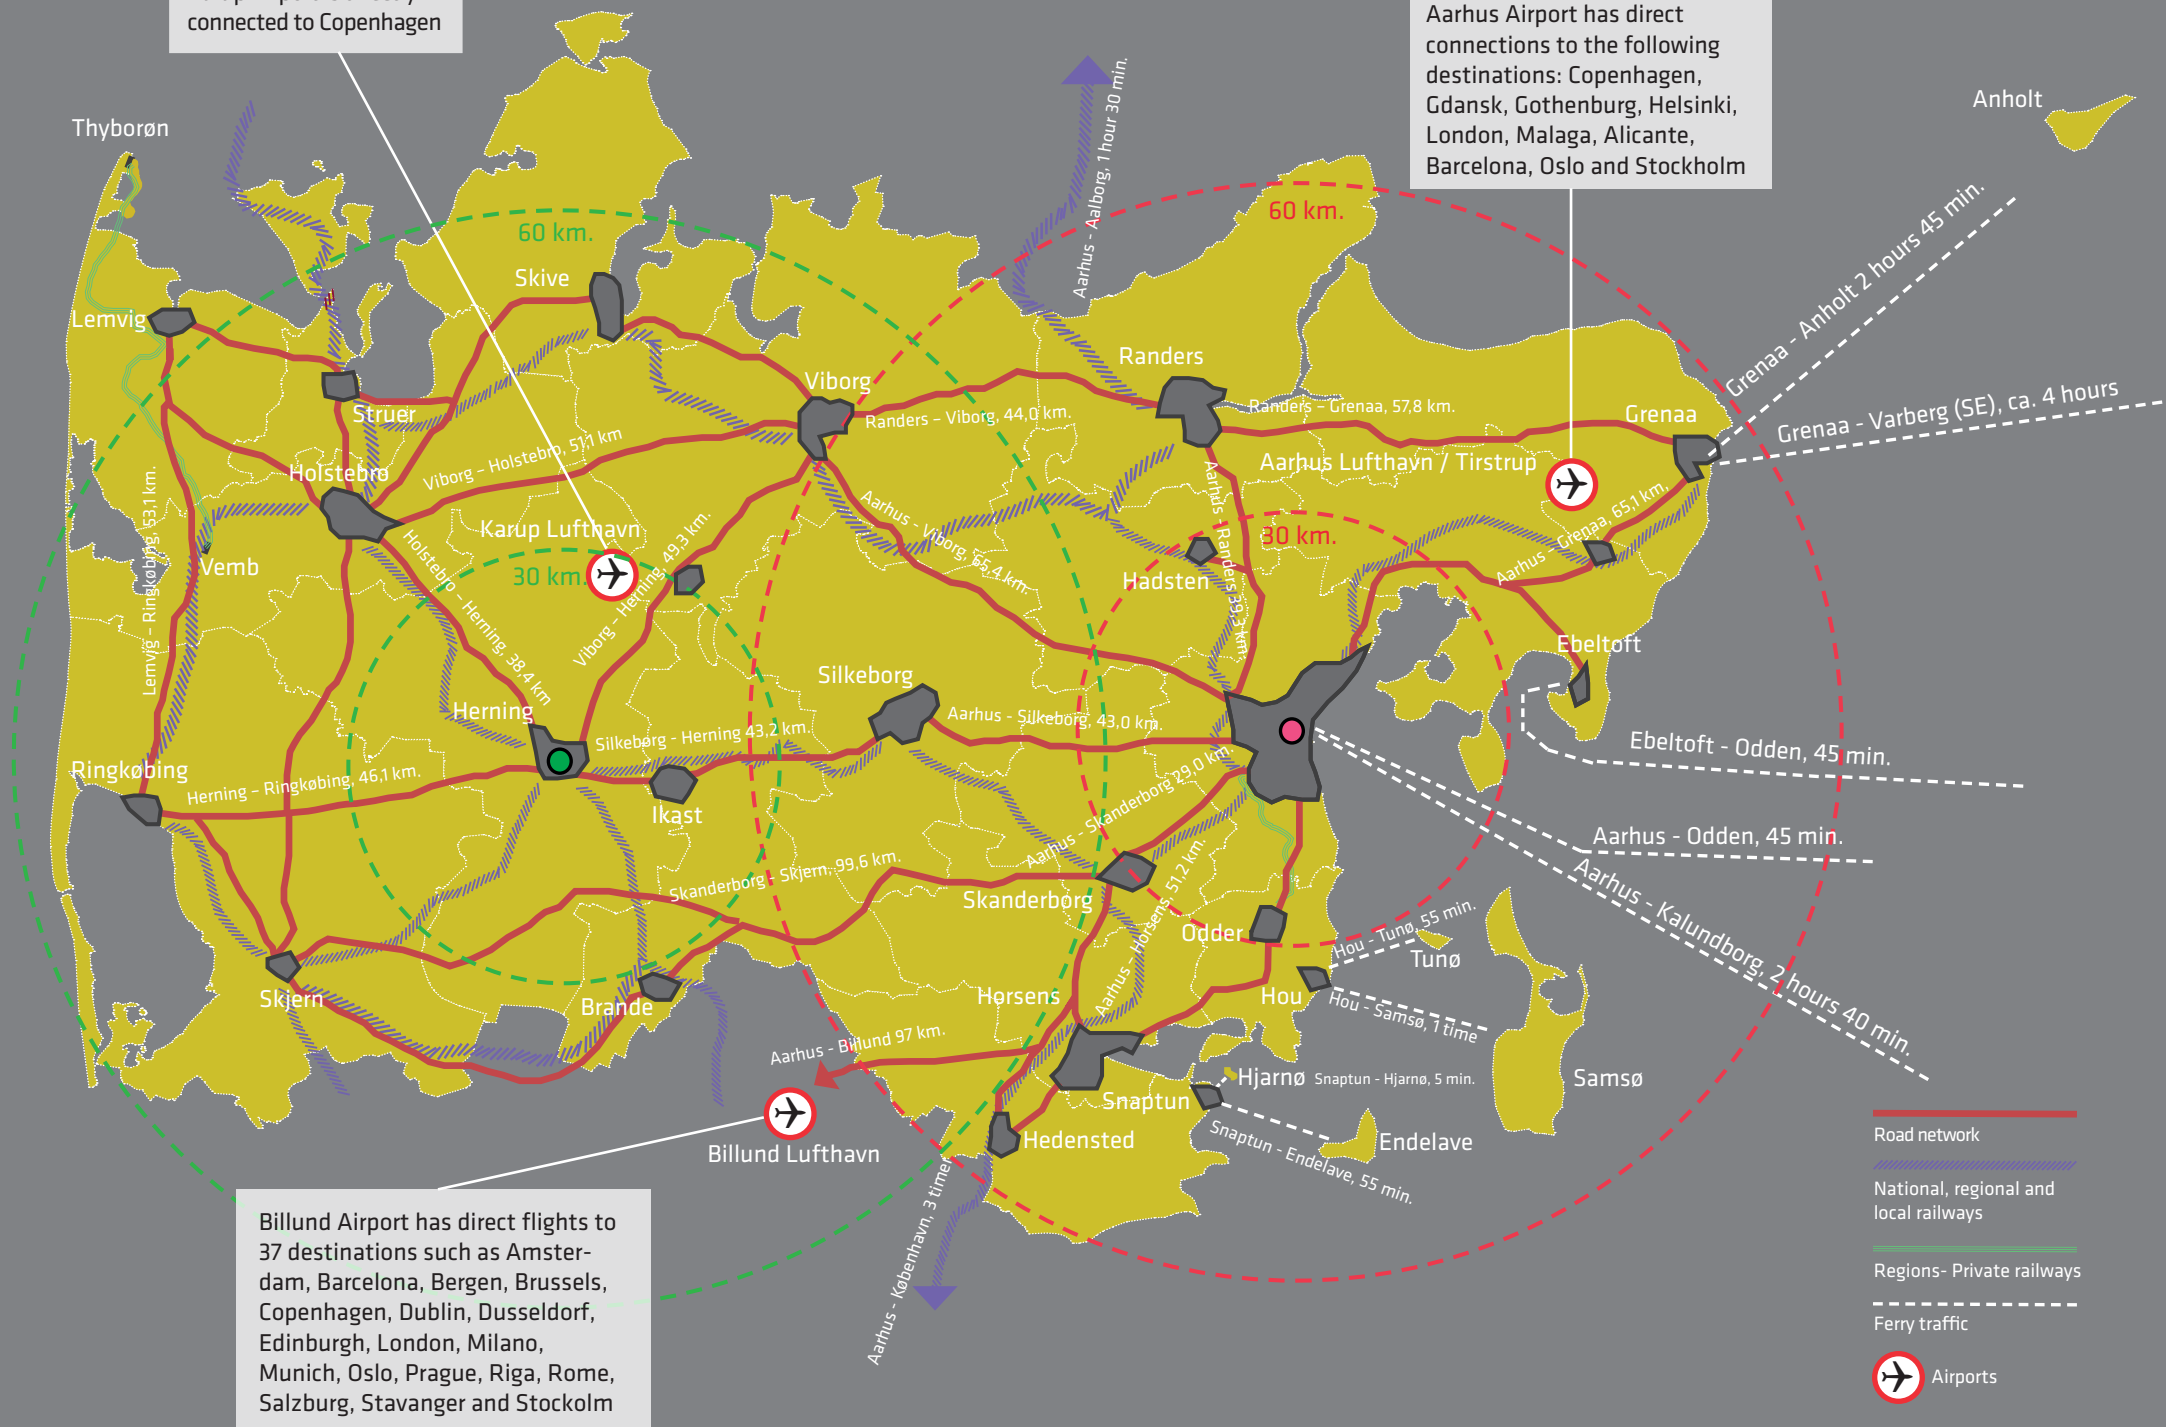 connected to Copenhagen
Aarhus Airport has direct
connections to the following
destinations: Copenhagen,
Gdansk, Gothenburg, Helsinki,
London, Malaga, Alicante,
Barcelona, Oslo and Stockholm
Anholt
Thyborøn
Aarhus - Aalborg, 1 hour 30 min.
60 km.
60 km.
Grenaa - Anholt 2 hours 45 min.
Skive
Lemvig
Randers
Viborg
Struer
Randers – Viborg, 44,0 km.
Randers – Grenaa, 57,8 km.
Grenaa
Grenaa - Varberg (SE), ca. 4 hours
Holstebro
Viborg – Holstebro, 51,1 km
Aarhus Lufthavn / Tirstrup
Karup Lufthavn
30 km.
30 km.
Lemvig – Ringkøbing, 53,1 km.
Vemb
Holstebro - Herning, 38,4 km
Viborg – Herning, 49,3 km.
Aarhus - Viborg, 65,4 km.
Aarhus - Randers 39,3 km.
Hadsten
Aarhus - Grenaa, 65,1 km,
Ebeltoft
Silkeborg
Herning
Silkeborg - Herning 43,2 km.
Aarhus - Silkeborg, 43,0 km.
Ebeltoft - Odden, 45 min.
Ringkøbing
Herning – Ringkøbing, 46,1 km.
Ikast
Aarhus - Skanderborg 29,0 km.
Aarhus - Odden, 45 min.
Aarhus - Kalundborg, 2 hours 40 min.
Skanderborg - Skjern, 99,6 km.
Skanderborg
Aarhus – Horsens, 51,2 km.
Odder
Hou - Tunø, 55 min.
Tunø
Skjern
Brande
Horsens
Hou
Hou - Samsø, 1 time
Aarhus - Billund 97 km.
Hjarnø
Snaptun - Hjarnø, 5 min.
Samsø
Snaptun
Snaptun - Endelave, 55 min.
Endelave
Hedensted
Billund Lufthavn
Aarhus - København, 3 timer
Billund Airport has direct flights to
37 destinations such as Amster-
dam, Barcelona, Bergen, Brussels,
Copenhagen, Dublin, Dusseldorf,
Edinburgh, London, Milano,
Munich, Oslo, Prague, Riga, Rome,
Salzburg, Stavanger and Stockolm
Road network
National, regional and
local railways
Regions- Private railways
Ferry traffic
Airports